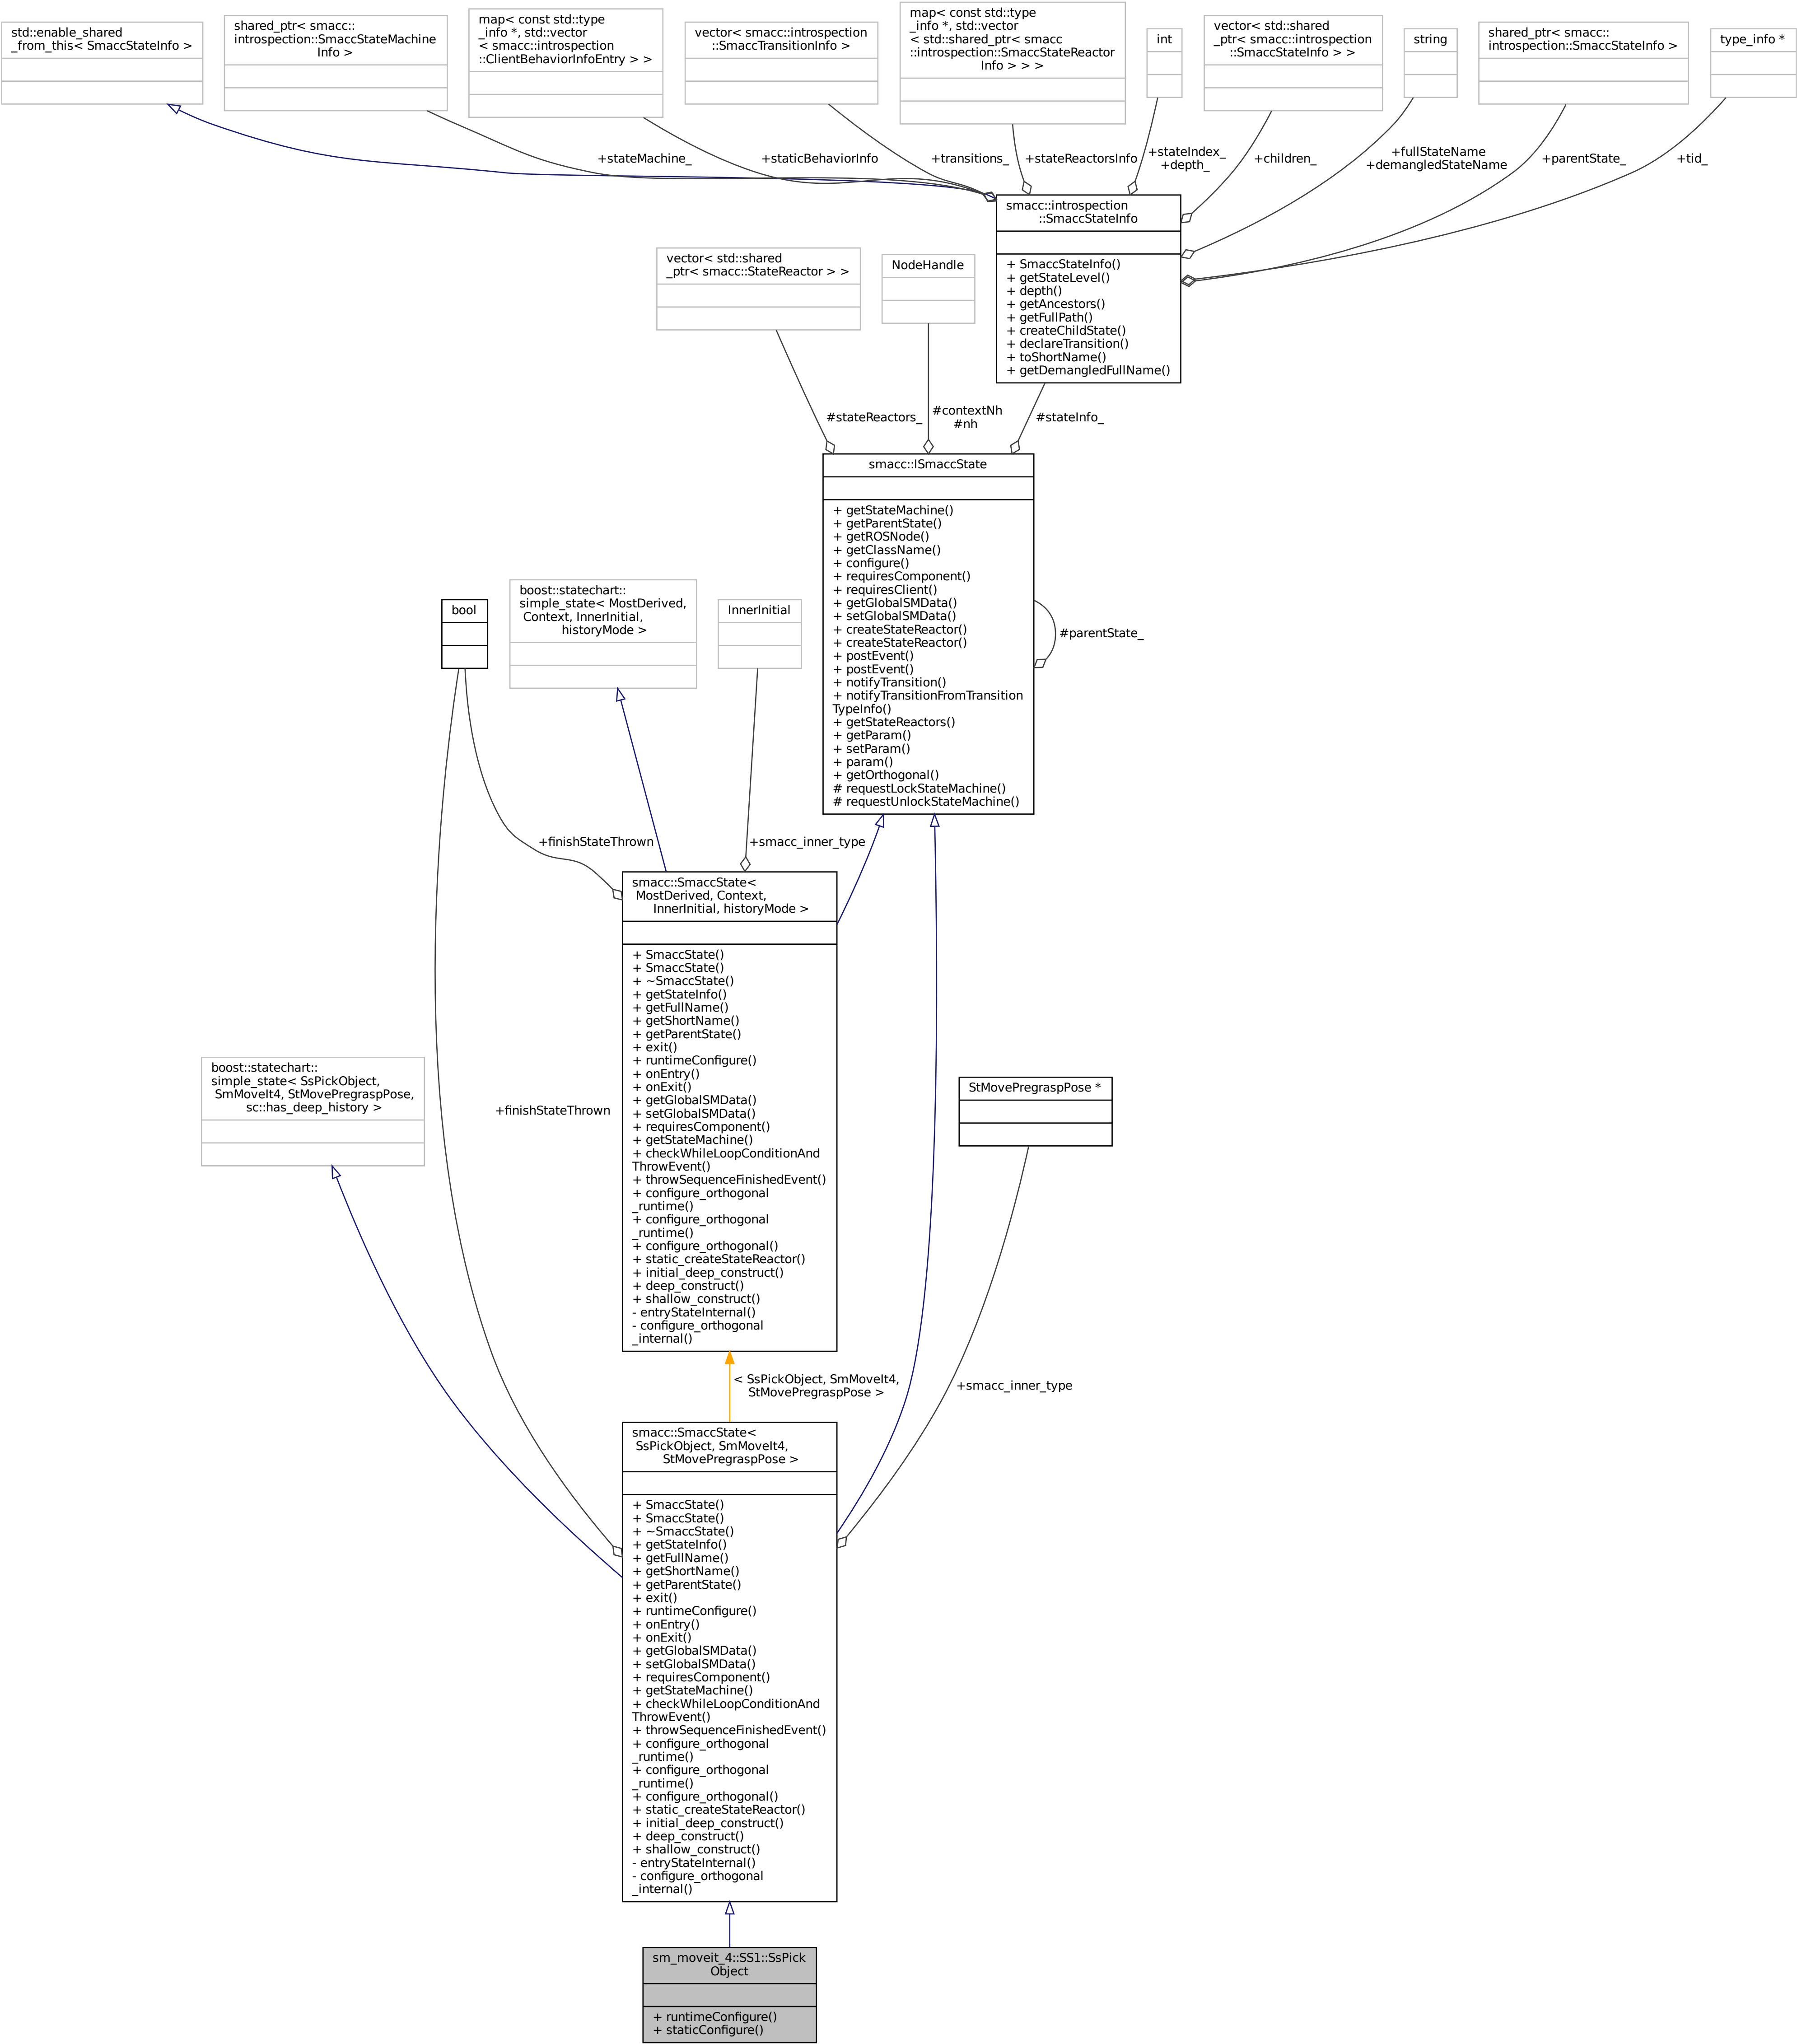 std::enable_shared
_from_this< SmaccStateInfo >
shared_ptr< smacc::
introspection::SmaccStateMachine
Info >
map< const std::type
_info *, std::vector
< smacc::introspection
::ClientBehaviorInfoEntry > >
vector< smacc::introspection
::SmaccTransitionInfo >
map< const std::type
_info *, std::vector
< std::shared_ptr< smacc
::introspection::SmaccStateReactor
Info > > >
int
vector< std::shared
_ptr< smacc::introspection
::SmaccStateInfo > >
string
shared_ptr< smacc::
introspection::SmaccStateInfo >
type_info *
+stateMachine_
+staticBehaviorInfo
+transitions_
+stateReactorsInfo
+stateIndex_
+depth_
+children_
+fullStateName
+demangledStateName
+parentState_
+tid_
smacc::introspection
::SmaccStateInfo
+ SmaccStateInfo()
+ getStateLevel()
+ depth()
+ getAncestors()
+ getFullPath()
+ createChildState()
+ declareTransition()
+ toShortName()
+ getDemangledFullName()
vector< std::shared
_ptr< smacc::StateReactor > >
NodeHandle
#stateReactors_
#contextNh
#nh
#stateInfo_
smacc::ISmaccState
+ getStateMachine()
+ getParentState()
+ getROSNode()
+ getClassName()
+ configure()
+ requiresComponent()
+ requiresClient()
+ getGlobalSMData()
+ setGlobalSMData()
+ createStateReactor()
+ createStateReactor()
+ postEvent()
+ postEvent()
+ notifyTransition()
+ notifyTransitionFromTransition
TypeInfo()
+ getStateReactors()
+ getParam()
+ setParam()
+ param()
+ getOrthogonal()
# requestLockStateMachine()
# requestUnlockStateMachine()
#parentState_
bool
boost::statechart::
simple_state< MostDerived,
Context, InnerInitial,
historyMode >
InnerInitial
+finishStateThrown
+smacc_inner_type
smacc::SmaccState<
MostDerived, Context,
InnerInitial, historyMode >
+ SmaccState()
+ SmaccState()
+ ~SmaccState()
+ getStateInfo()
+ getFullName()
+ getShortName()
+ getParentState()
+ exit()
+ runtimeConfigure()
+ onEntry()
+ onExit()
+ getGlobalSMData()
+ setGlobalSMData()
+ requiresComponent()
+ getStateMachine()
+ checkWhileLoopConditionAnd
ThrowEvent()
+ throwSequenceFinishedEvent()
+ configure_orthogonal
_runtime()
+ configure_orthogonal
_runtime()
+ configure_orthogonal()
+ static_createStateReactor()
+ initial_deep_construct()
+ deep_construct()
+ shallow_construct()
- entryStateInternal()
- configure_orthogonal
_internal()
boost::statechart::
simple_state< SsPickObject,
SmMoveIt4, StMovePregraspPose,
sc::has_deep_history >
+finishStateThrown
StMovePregraspPose *
< SsPickObject, SmMoveIt4,
StMovePregraspPose >
+smacc_inner_type
smacc::SmaccState<
SsPickObject, SmMoveIt4,
StMovePregraspPose >
+ SmaccState()
+ SmaccState()
+ ~SmaccState()
+ getStateInfo()
+ getFullName()
+ getShortName()
+ getParentState()
+ exit()
+ runtimeConfigure()
+ onEntry()
+ onExit()
+ getGlobalSMData()
+ setGlobalSMData()
+ requiresComponent()
+ getStateMachine()
+ checkWhileLoopConditionAnd
ThrowEvent()
+ throwSequenceFinishedEvent()
+ configure_orthogonal
_runtime()
+ configure_orthogonal
_runtime()
+ configure_orthogonal()
+ static_createStateReactor()
+ initial_deep_construct()
+ deep_construct()
+ shallow_construct()
- entryStateInternal()
- configure_orthogonal
_internal()
sm_moveit_4::SS1::SsPick
Object
+ runtimeConfigure()
+ staticConfigure()